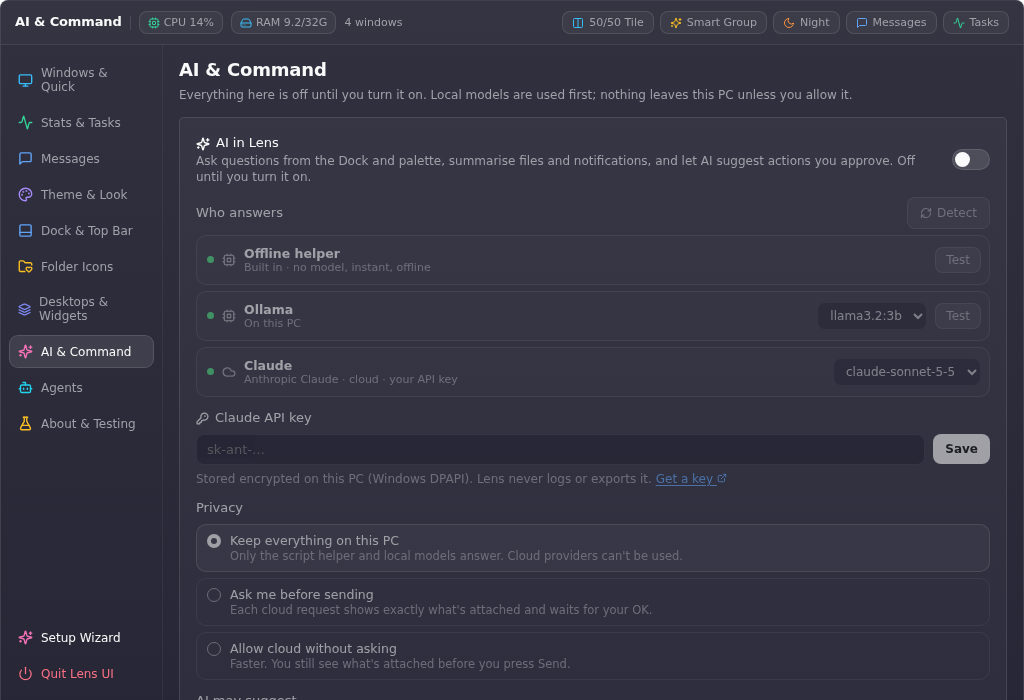 AI & Command
CPU 14%
RAM 9.2/32G
4 windows
50/50 Tile
Smart Group
Night
Messages
Tasks
Windows &
Quick
Stats & Tasks
Messages
Theme & Look
Dock & Top Bar
Folder Icons
Desktops &
Widgets
AI & Command
Agents
About & Testing
Setup Wizard
Quit Lens UI
AI & Command
Everything here is off until you turn it on. Local models are used first; nothing leaves this PC unless you allow it.
AI in Lens
Ask questions from the Dock and palette, summarise files and notifications, and let AI suggest actions you approve. Off
until you turn it on.
Who answers
Detect
Offline helper
Built in · no model, instant, offline
Test
Ollama
On this PC
llama3.2:3b
Test
Claude
Anthropic Claude · cloud · your API key
claude-sonnet-5-5
Claude API key
sk-ant-...
Save
Stored encrypted on this PC (Windows DPAPI). Lens never logs or exports it. Get a key
Privacy
Keep everything on this PC
Only the script helper and local models answer. Cloud providers can't be used.
Ask me before sending
Each cloud request shows exactly what's attached and waits for your OK.
Allow cloud without asking
Faster. You still see what's attached before you press Send.
AI may suggest